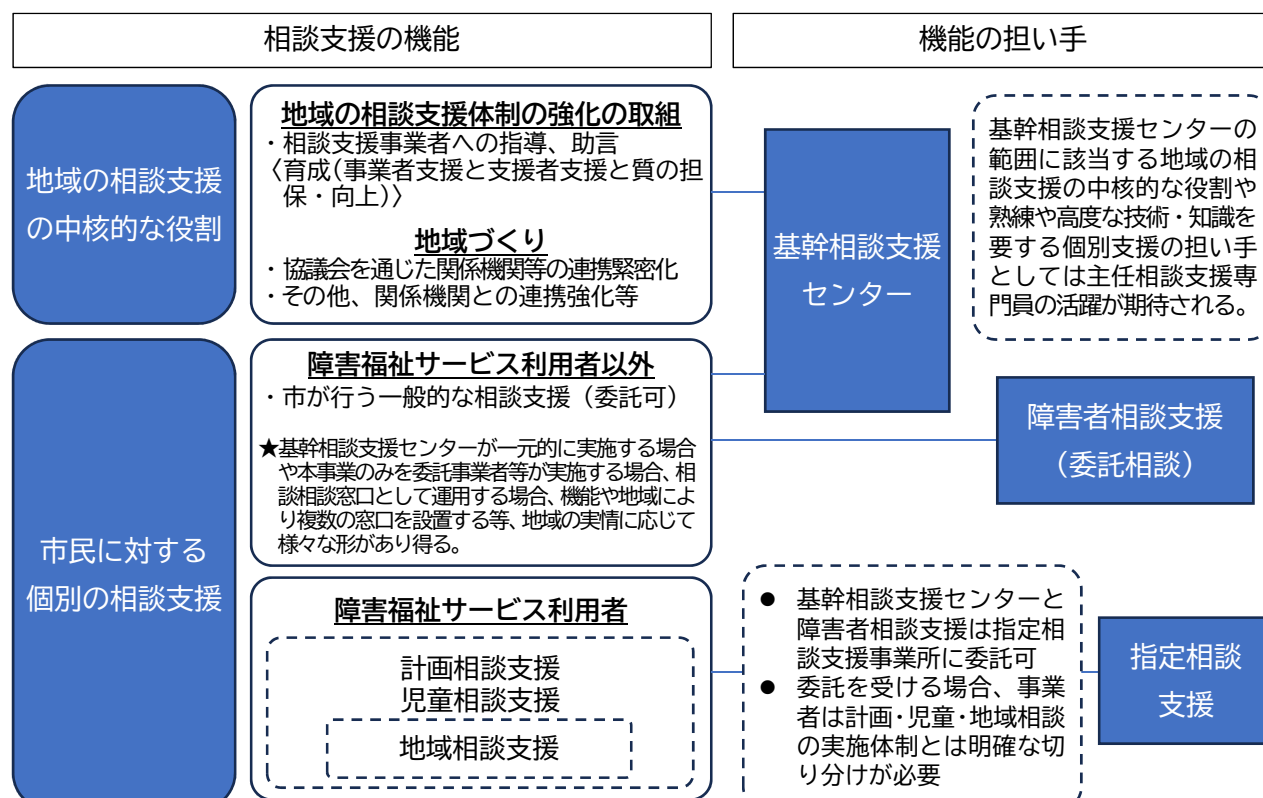 相談支援の機能
機能の担い手
地域の相談支援
の中核的な役割
地域の相談支援体制の強化の取組
・相談支援事業者への指導、助言
〈育成(事業者支援と支援者支援と質の担
保・向上)〉
地域づくり
・協議会を通じた関係機関等の連携緊密化
・その他、関係機関との連携強化等
基幹相談支援
センター
基幹相談支援センターの
範囲に該当する地域の相
談支援の中核的な役割や
熟練や高度な技術・知識を
要する個別支援の担い手
としては主任相談支援専
門員の活躍が期待される。
市民に対する
個別の相談支援
障害福祉サービス利用者以外
・市が行う一般的な相談支援（委託可）
★基幹相談支援センターが一元的に実施する場合
や本事業のみを委託事業者等が実施する場合、相
談相談窓口として運用する場合、機能や地域によ
り複数の窓口を設置する等、地域の実情に応じて
様々な形があり得る。
障害者相談支援
（委託相談）
障害福祉サービス利用者
計画相談支援
児童相談支援
地域相談支援
● 基幹相談支援センターと
障害者相談支援は指定相
談支援事業所に委託可
● 委託を受ける場合、事業
者は計画・児童・地域相談
の実施体制とは明確な切
り分けが必要
指定相談
支援